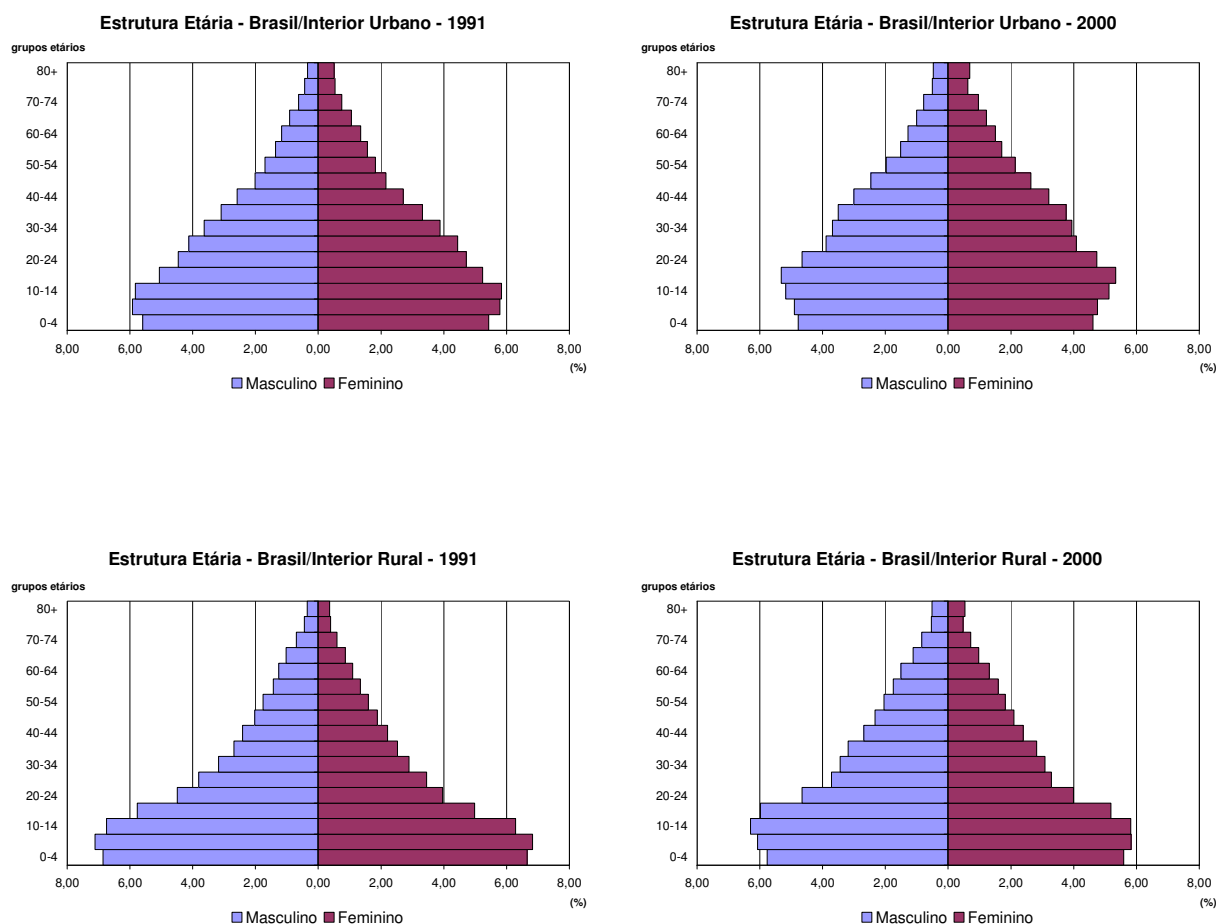 Estrutura Etária - Brasil/Interior Urbano - 1991
grupos etários
80+
70-74
60-64
50-54
40-44
30-34
20-24
10-14
0-4
8,00 6,00 4,00 2,00 0,00 2,00 4,00 6,00 8,00
(%)
Masculino Feminino
Estrutura Etária - Brasil/Interior Urbano - 2000
grupos etários
80+
70-74
60-64
50-54
40-44
30-34
20-24
10-14
0-4
8,00 6,00 4,00 2,00 0,00 2,00 4,00 6,00 8,00
(%)
Masculino Feminino
Estrutura Etária - Brasil/Interior Rural - 1991
grupos etários
80+
70-74
60-64
50-54
40-44
30-34
20-24
10-14
0-4
8,00 6,00 4,00 2,00 0,00 2,00 4,00 6,00 8,00
(%)
Masculino Feminino
Estrutura Etária - Brasil/Interior Rural - 2000
grupos etários
80+
70-74
60-64
50-54
40-44
30-34
20-24
10-14
0-4
8,00 6,00 4,00 2,00 0,00 2,00 4,00 6,00 8,00
(%)
Masculino Feminino